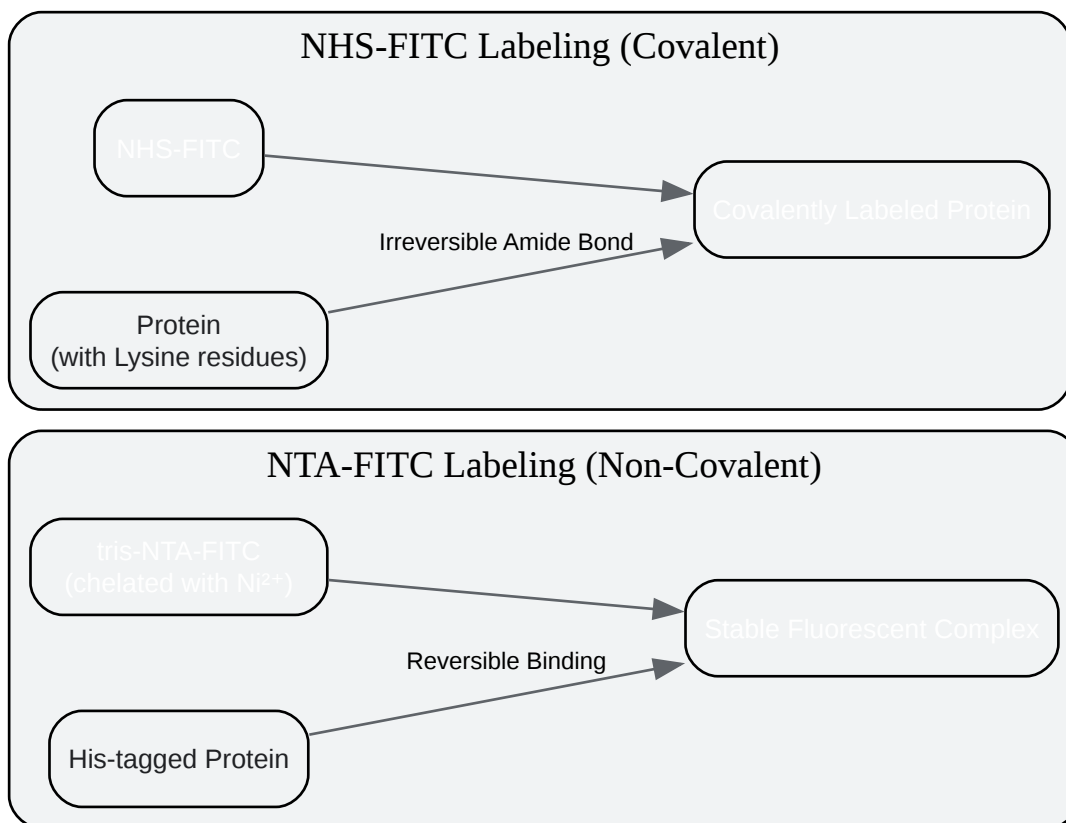 NHS-FITC Labeling (Covalent)
NHS-FITC
Covalently Labeled Protein
Irreversible Amide Bond
Protein
(with Lysine residues)
NTA-FITC Labeling (Non-Covalent)
tris-NTA-FITC
(chelated with Ni²⁺)
Stable Fluorescent Complex
Reversible Binding
His-tagged Protein